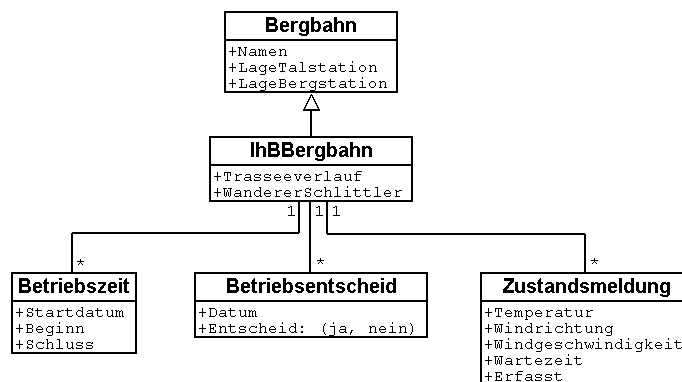 Bergbahn
+Namen
+LageTalstation
+LageBergstation
IhBBergbahn
+Trasseeverlauf
+WandererSchlittler
1 1 1
* * *
Betriebszeit
+Startdatum
+Beginn
+Schluss
Betriebsentscheid
+Datum
+Entscheid: (ja, nein)
Zustandsmeldung
+Temperatur
+Windrichtung
+Windgeschwindigkeit
+Wartezeit
+Erfasst